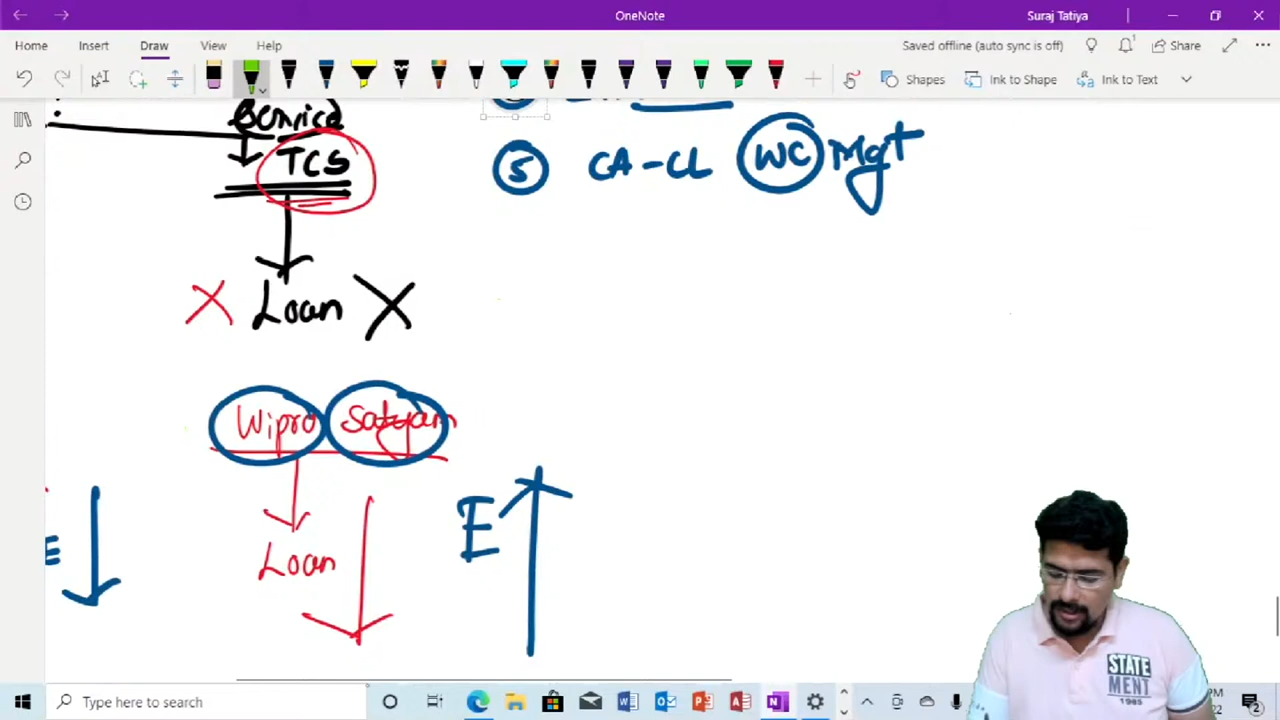 OneNote
Suraj Tatiya
Home Insert Draw View Help
Saved offline (auto sync is off)
Share
Shapes
Ink to Shape
Ink to Text
Service
TCS
Loan
5 CA-CL WC Mgt
Wipro Satyam
Loan
E
E
STATE
MENT
1985
Type here to search